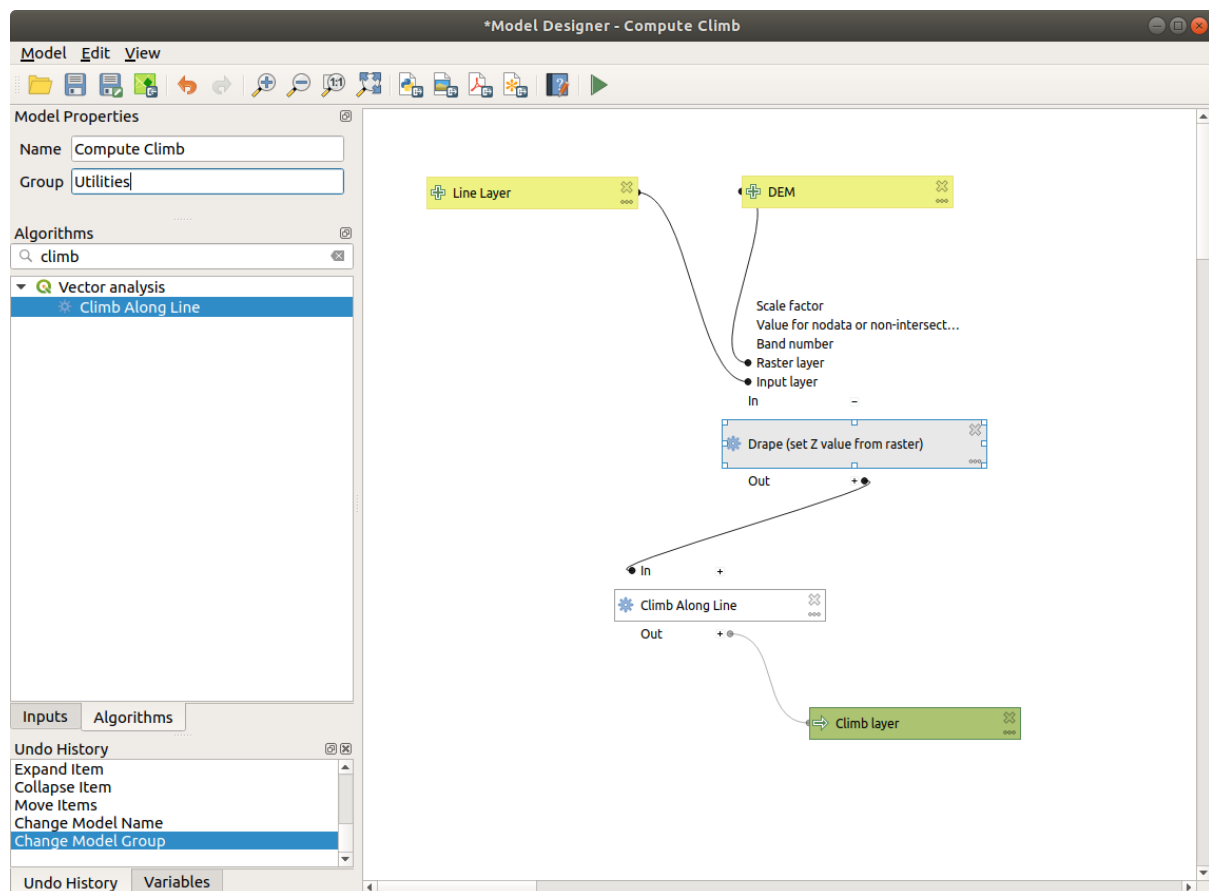 *Model Designer - Compute Climb
Model Edit View
Model Properties
Name Compute Climb
Group Utilities
Algorithms
climb
Vector analysis
Climb Along Line
Inputs Algorithms
Undo History
Expand Item
Collapse Item
Move Items
Change Model Name
Change Model Group
Undo History Variables
Line Layer
DEM
Scale factor
Value for nodata or non-intersect...
Band number
Raster layer
Input layer
In -
Drape (set Z value from raster)
Out +
In +
Climb Along Line
Out +
Climb layer